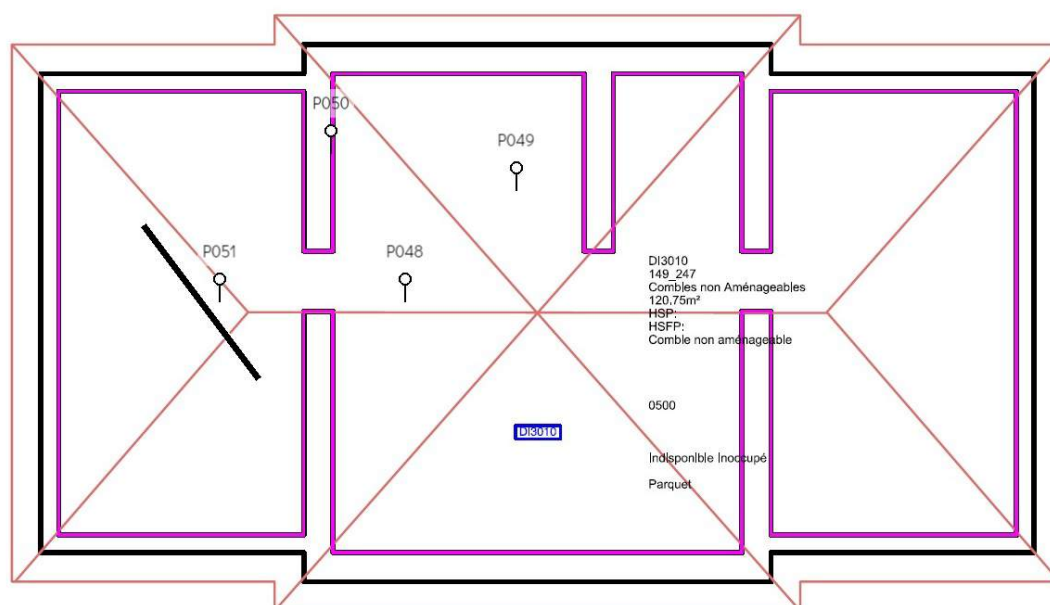 P050
P049
P051
P048
DI3010
149_247
Combles non Aménageables
120.75m²
HSP:
HSFP:
Comble non aménageable
0500
DI3010
Indisponible Inoccupé
Parquet